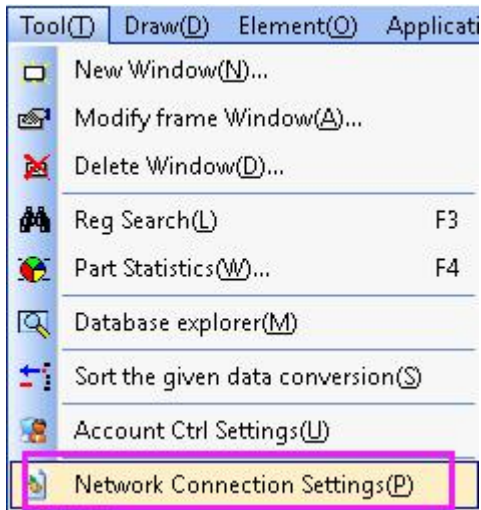 Tool(T) Draw(D) Element(O) Applicati
New Window(N)...
Modify frame Window(A)...
Delete Window(D)...
Reg Search(L) F3
Part Statistics(W)... F4
Database explorer(M)
Sort the given data conversion(S)
Account Ctrl Settings(U)
Network Connection Settings(P)